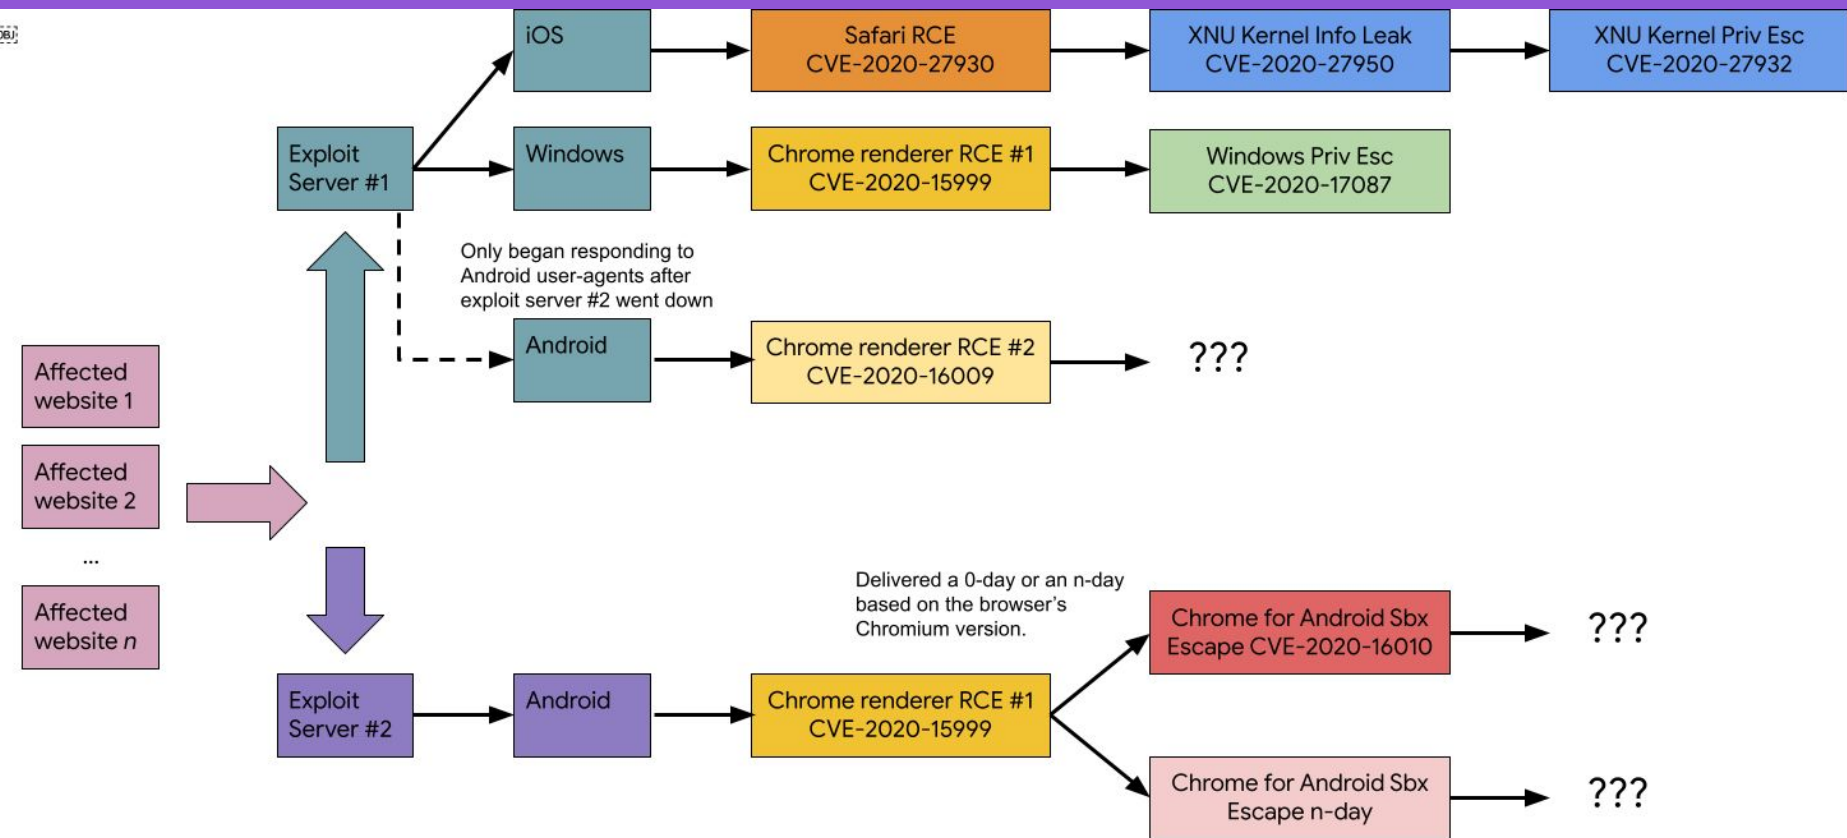 OBJ
iOS
Safari RCE
CVE-2020-27930
XNU Kernel Info Leak
CVE-2020-27950
XNU Kernel Priv Esc
CVE-2020-27932
Exploit
Server #1
Windows
Chrome renderer RCE #1
CVE-2020-15999
Windows Priv Esc
CVE-2020-17087
Only began responding to
Android user-agents after
exploit server #2 went down
Android
Chrome renderer RCE #2
CVE-2020-16009
???
Affected
website 1
Affected
website 2
...
Affected
website n
Delivered a 0-day or an n-day
based on the browser's
Chromium version.
Exploit
Server #2
Android
Chrome renderer RCE #1
CVE-2020-15999
Chrome for Android Sbx
Escape CVE-2020-16010
???
Chrome for Android Sbx
Escape n-day
???